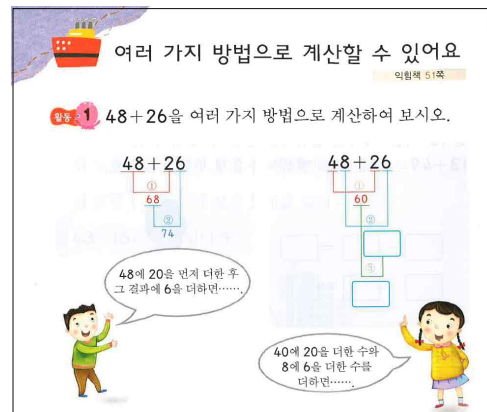 여러 가지 방법으로 계산할 수 있어요
익힘책 51쪽
활동 1 48+26을 여러 가지 방법으로 계산하여 보시오.
48+26
①
68
②
74
48+26
①
60
②
③
48에 20을 먼저 더한 후
그 결과에 6을 더하면…….
40에 20을 더한 수와
8에 6을 더한 수를
더하면…….